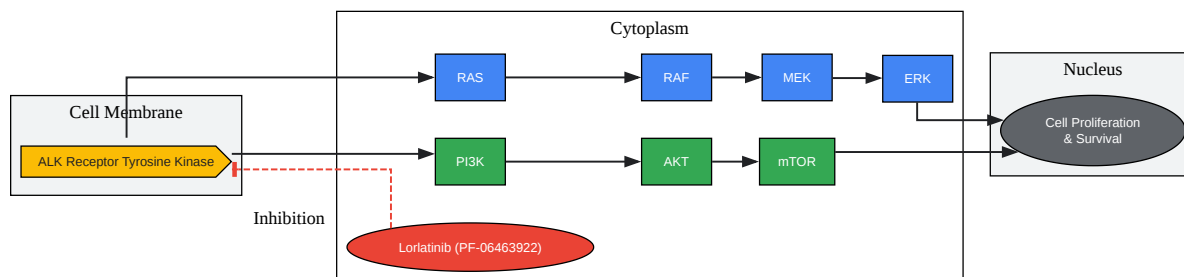 Cytoplasm
Nucleus
Cell Membrane
RAS
RAF
MEK
ERK
Cell Proliferation
& Survival
ALK Receptor Tyrosine Kinase
PI3K
AKT
mTOR
Inhibition
Lorlatinib (PF-06463922)